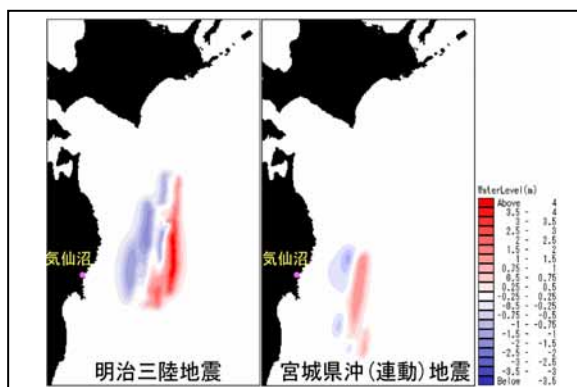 気仙沼
明治三陸地震
気仙沼
宮城県沖(連動)地震
WaterLevel(m)
Above 4
3.5 - 4
3 - 3.5
2.5 - 3
2 - 2.5
1.5 - 2
1 - 1.5
0.75 - 1
0.5 - 0.75
0.25 - 0.5
-0.25 - 0.25
-0.5 - -0.25
-0.75 - -0.5
-1 - -0.75
-1.5 - -1
-2 - -1.5
-2.5 - -2
-3 - -2.5
-3.5 - -3
Below -3.5